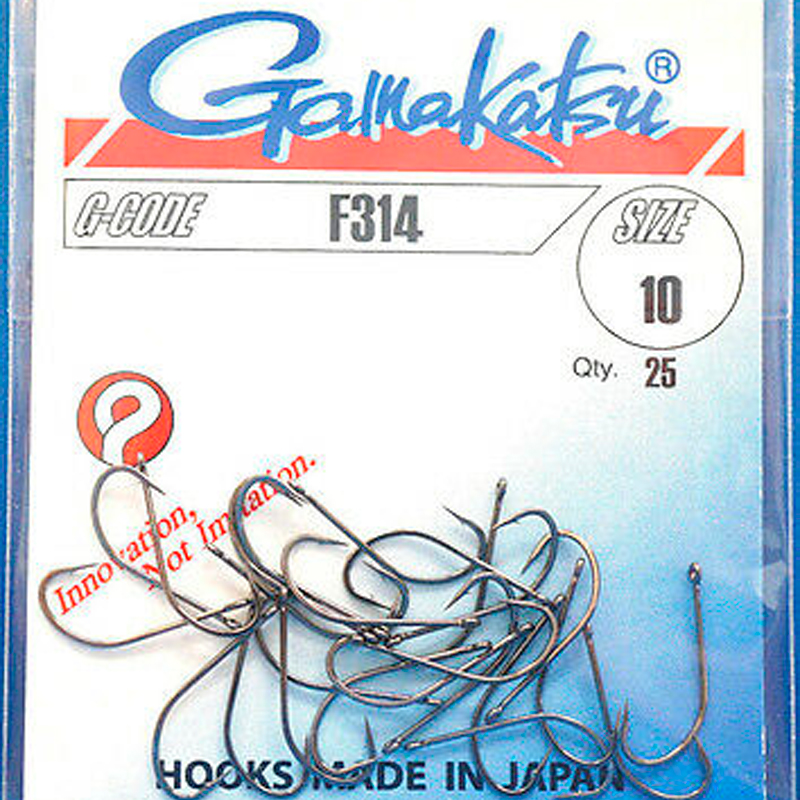 Gamakatsu®
G-CODE F314 SIZE
10
Qty. 25
Innovation,
Not Imitation.
HOOKS MADE IN JAPAN